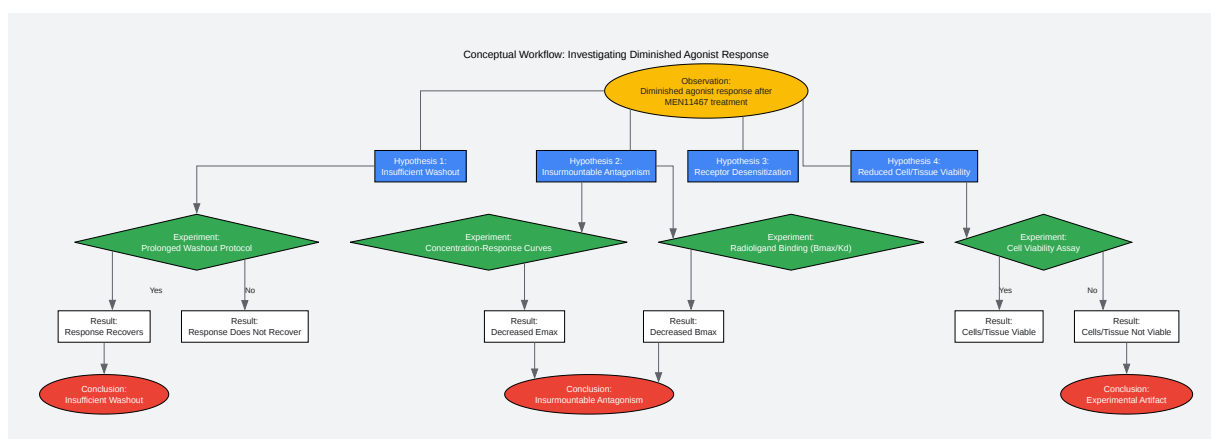 Conceptual Workflow: Investigating Diminished Agonist Response
Observation:
Diminished agonist response after
MEN11467 treatment
Hypothesis 1:
Insufficient Washout
Hypothesis 2:
Insurmountable Antagonism
Hypothesis 3:
Receptor Desensitization
Hypothesis 4:
Reduced Cell/Tissue Viability
Experiment:
Prolonged Washout Protocol
Experiment:
Concentration-Response Curves
Experiment:
Radioligand Binding (Bmax/Kd)
Experiment:
Cell Viability Assay
Yes
No
Yes
No
Result:
Response Recovers
Result:
Response Does Not Recover
Result:
Decreased Emax
Result:
Decreased Bmax
Result:
Cells/Tissue Viable
Result:
Cells/Tissue Not Viable
Conclusion:
Insufficient Washout
Conclusion:
Insurmountable Antagonism
Conclusion:
Experimental Artifact